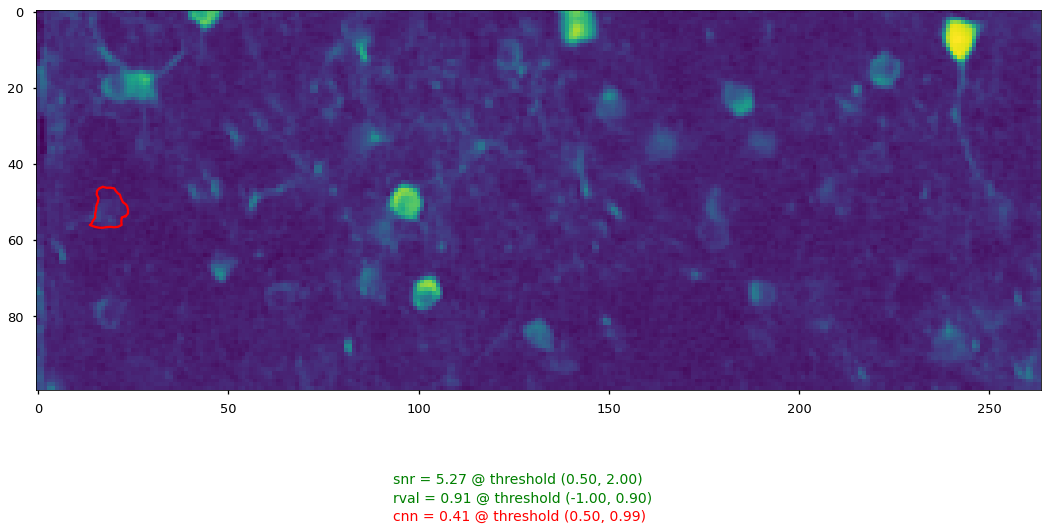 0
20
40
60
80
0 50 100 150 200 250
snr = 5.27 @ threshold (0.50, 2.00)
rval = 0.91 @ threshold (-1.00, 0.90)
cnn = 0.41 @ threshold (0.50, 0.99)